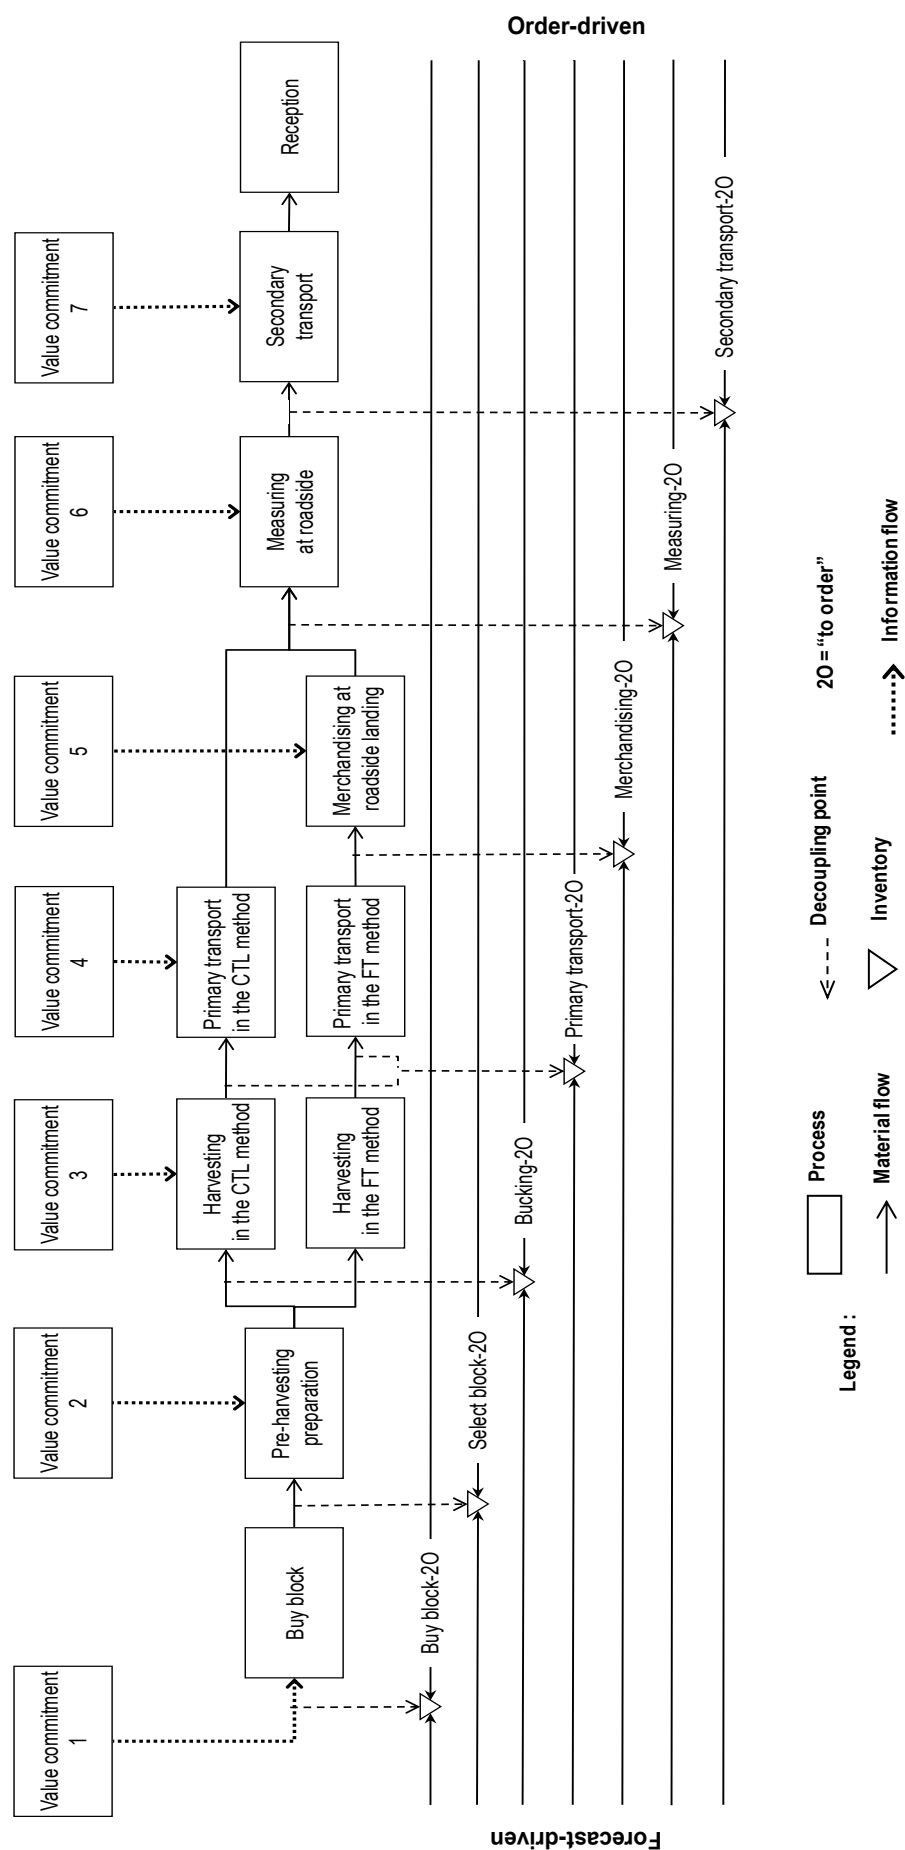 Value commitment
1
Value commitment
2
Value commitment
3
Value commitment
4
Value commitment
5
Value commitment
6
Value commitment
7
Buy block
Pre-harvesting
preparation
Harvesting
in the CTL method
Harvesting
in the FT method
Primary transport
in the CTL method
Primary transport
in the FT method
Merchandising at
roadside landing
Measuring
at roadside
Secondary
transport
Reception
Forecast-driven
Order-driven
Buy block-2O
Select block-2O
Bucking-2O
Primary transport-2O
Merchandising-2O
Measuring-2O
Secondary transport-2O
Legend :
Process
Decoupling point
2O = “to order”
Material flow
Inventory
Information flow